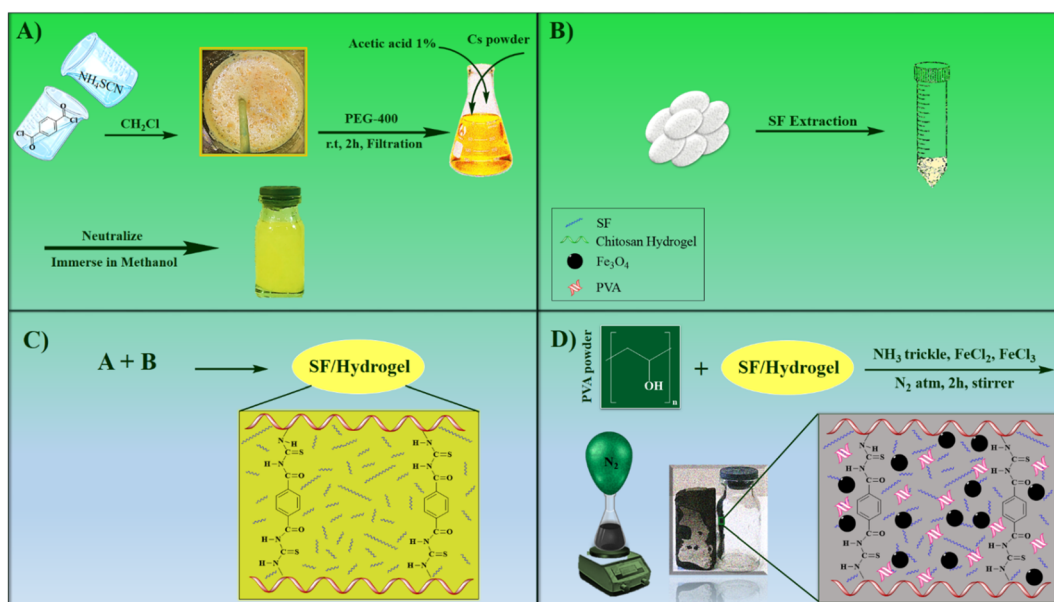 A)
NH₄SCN
Cl
O
O
Cl
CH₂Cl
PEG-400
r.t, 2h, Filtration
Acetic acid 1%
Cs powder
Neutralize
Immerse in Methanol
B)
SF Extraction
SF
Chitosan Hydrogel
Fe₃O₄
PVA
C)
A + B
SF/Hydrogel
N-H
C=S
H-N
C=O
C=O
H-N
C=S
H-N
H-N
C=S
H-N
C=O
C=O
H-N
C=S
H-N
D)
PVA powder
OH
n
+
SF/Hydrogel
NH₃ trickle, FeCl₂, FeCl₃
N₂ atm, 2h, stirrer
N₂
N-H
C=S
H-N
C=O
C=O
H-N
C=S
H-N
H-N
C=S
H-N
C=O
C=O
H-N
C=S
H-N